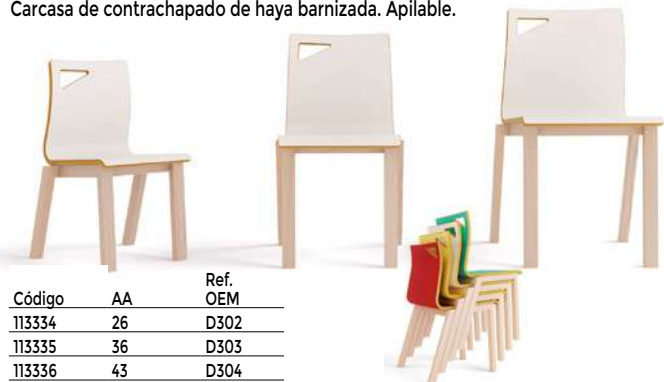 Carcasa de contrachapado de haya barnizada. Apilable.
Ref.
Código AA OEM
113334 26 D302
113335 36 D303
113336 43 D304